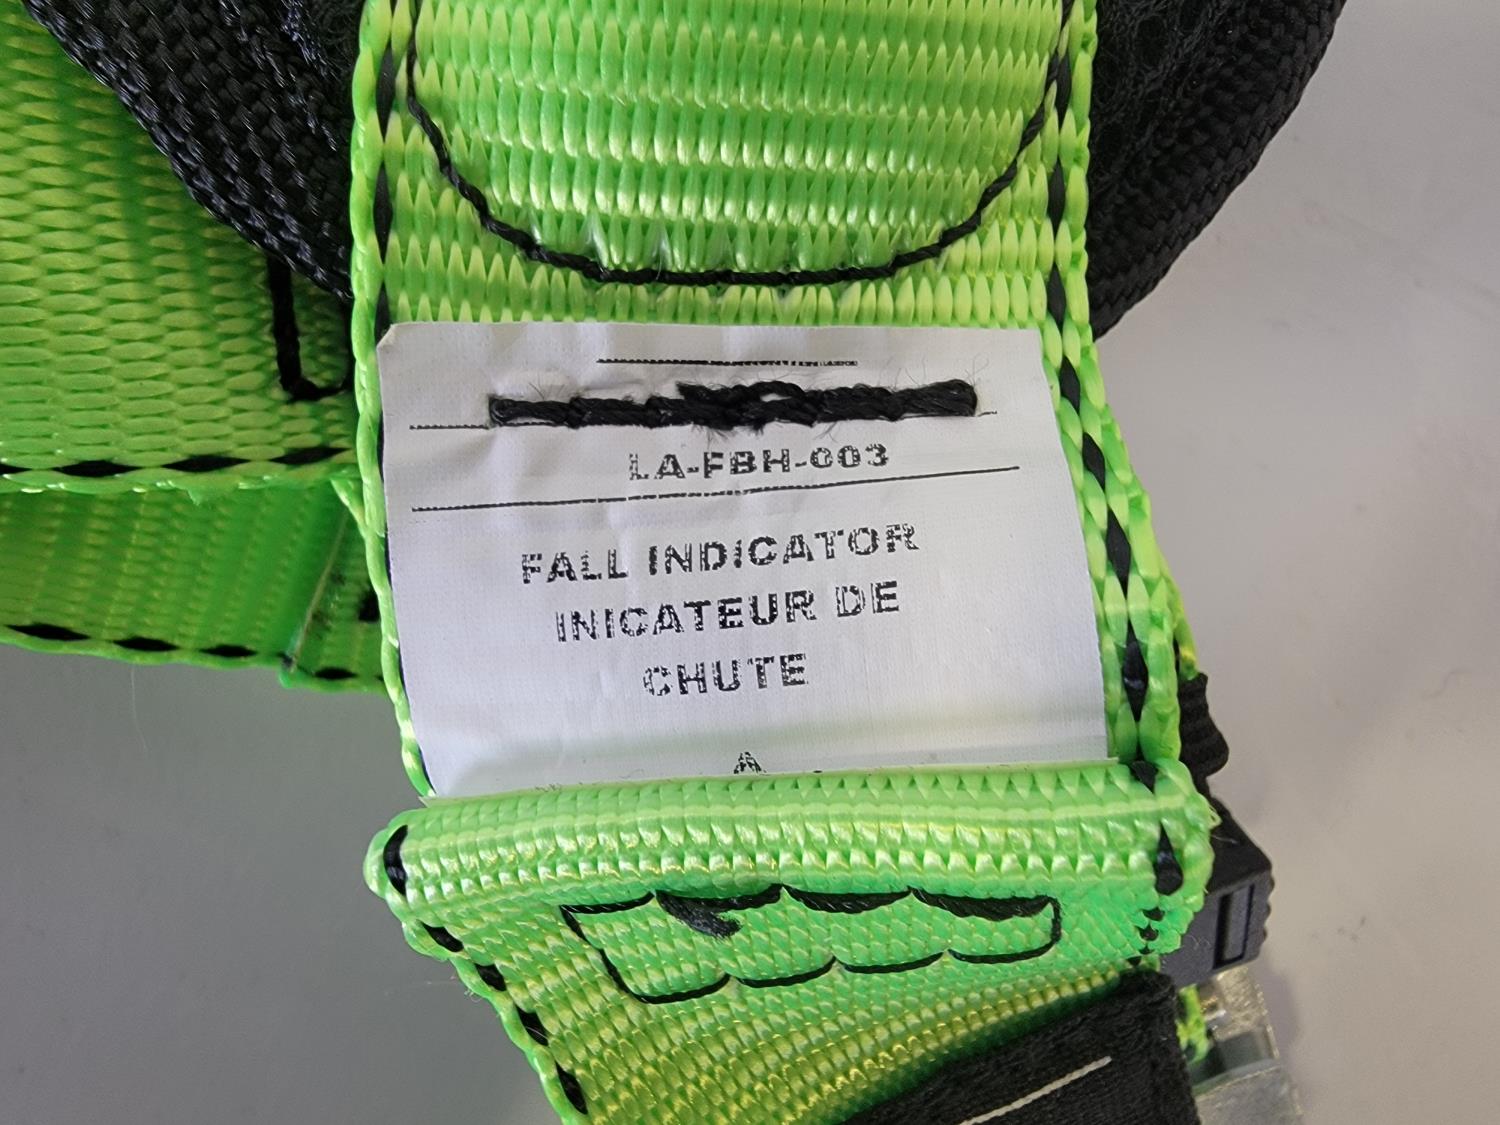 LA-FBH-003
FALL INDICATOR
INICATEUR DE
CHUTE